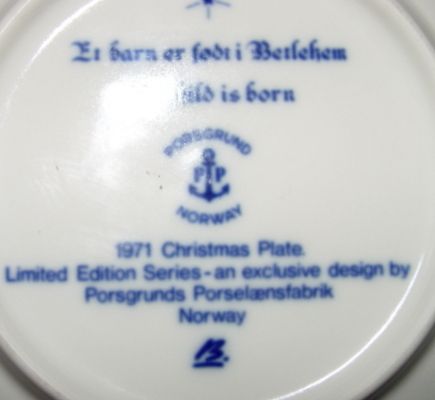 Et barn er født i Betlehem
is born
PORSGRUND
P P
NORWAY
1971 Christmas Plate.
Limited Edition Series - an exclusive design by
Porsgrunds Porselænsfabrik
Norway